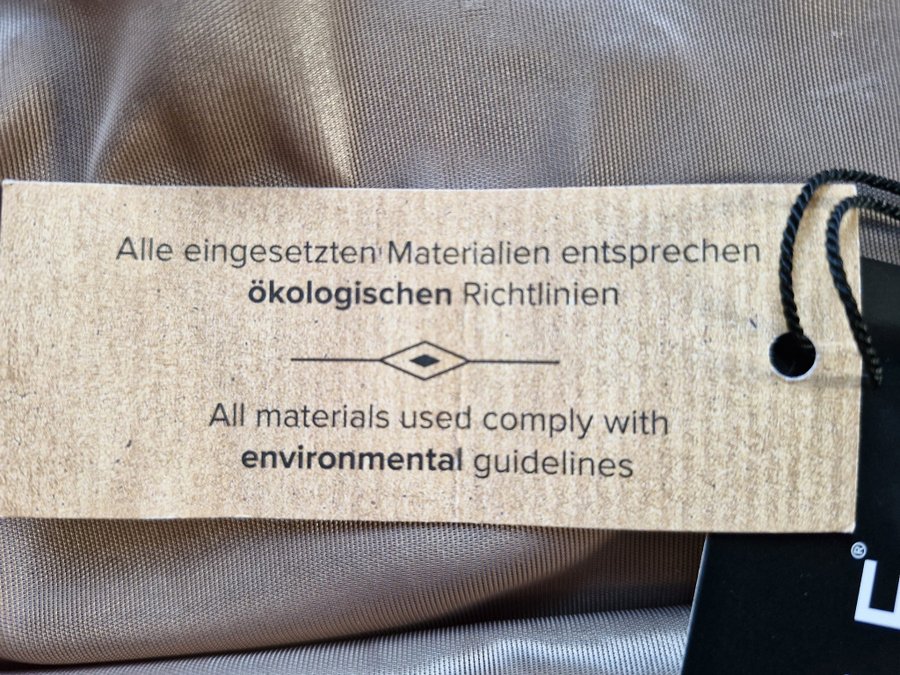 Alle eingesetzten Materialien entsprechen
ökologischen Richtlinien
All materials used comply with
environmental guidelines
®